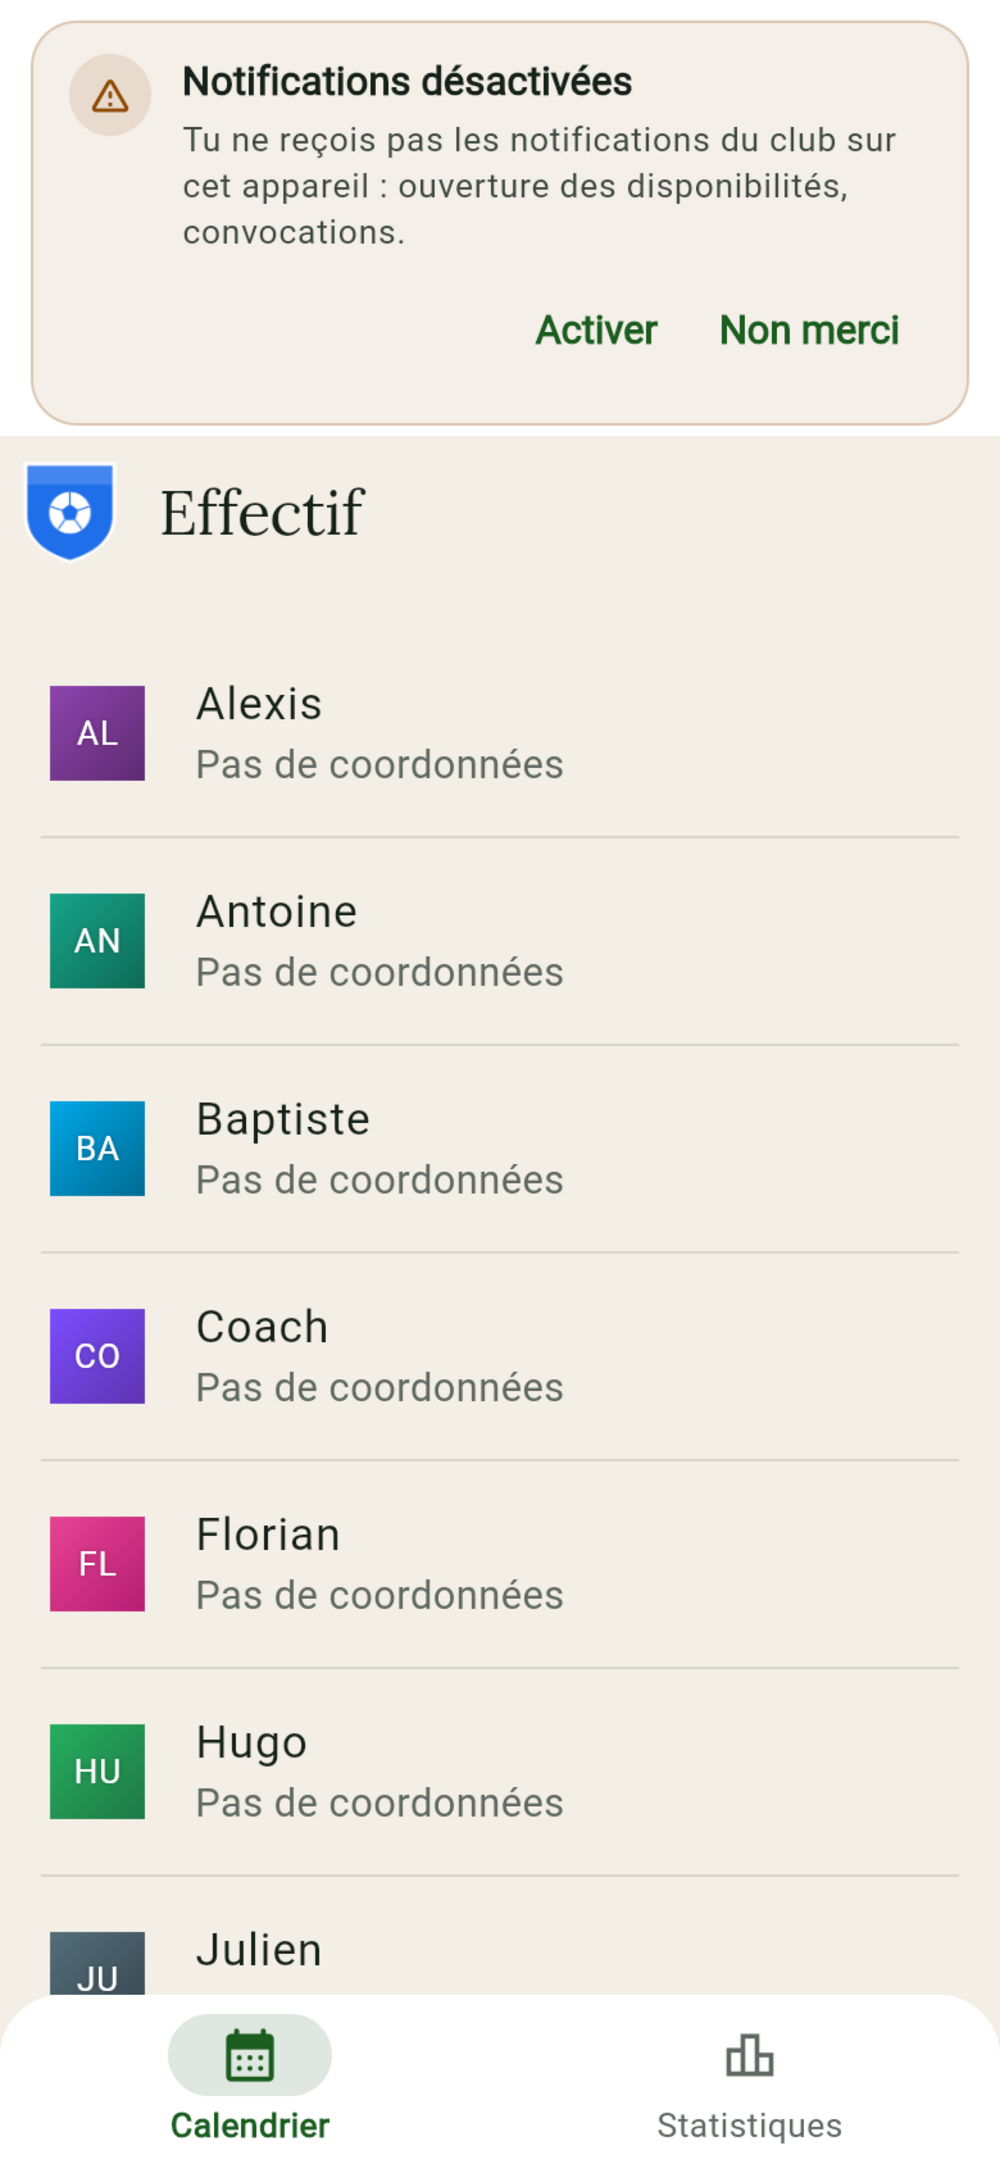 Notifications désactivées
Tu ne reçois pas les notifications du club sur
cet appareil : ouverture des disponibilités,
convocations.
Activer
Non merci
Effectif
AL
Alexis
Pas de coordonnées
AN
Antoine
Pas de coordonnées
BA
Baptiste
Pas de coordonnées
CO
Coach
Pas de coordonnées
FL
Florian
Pas de coordonnées
HU
Hugo
Pas de coordonnées
JU
Julien
Calendrier
Statistiques